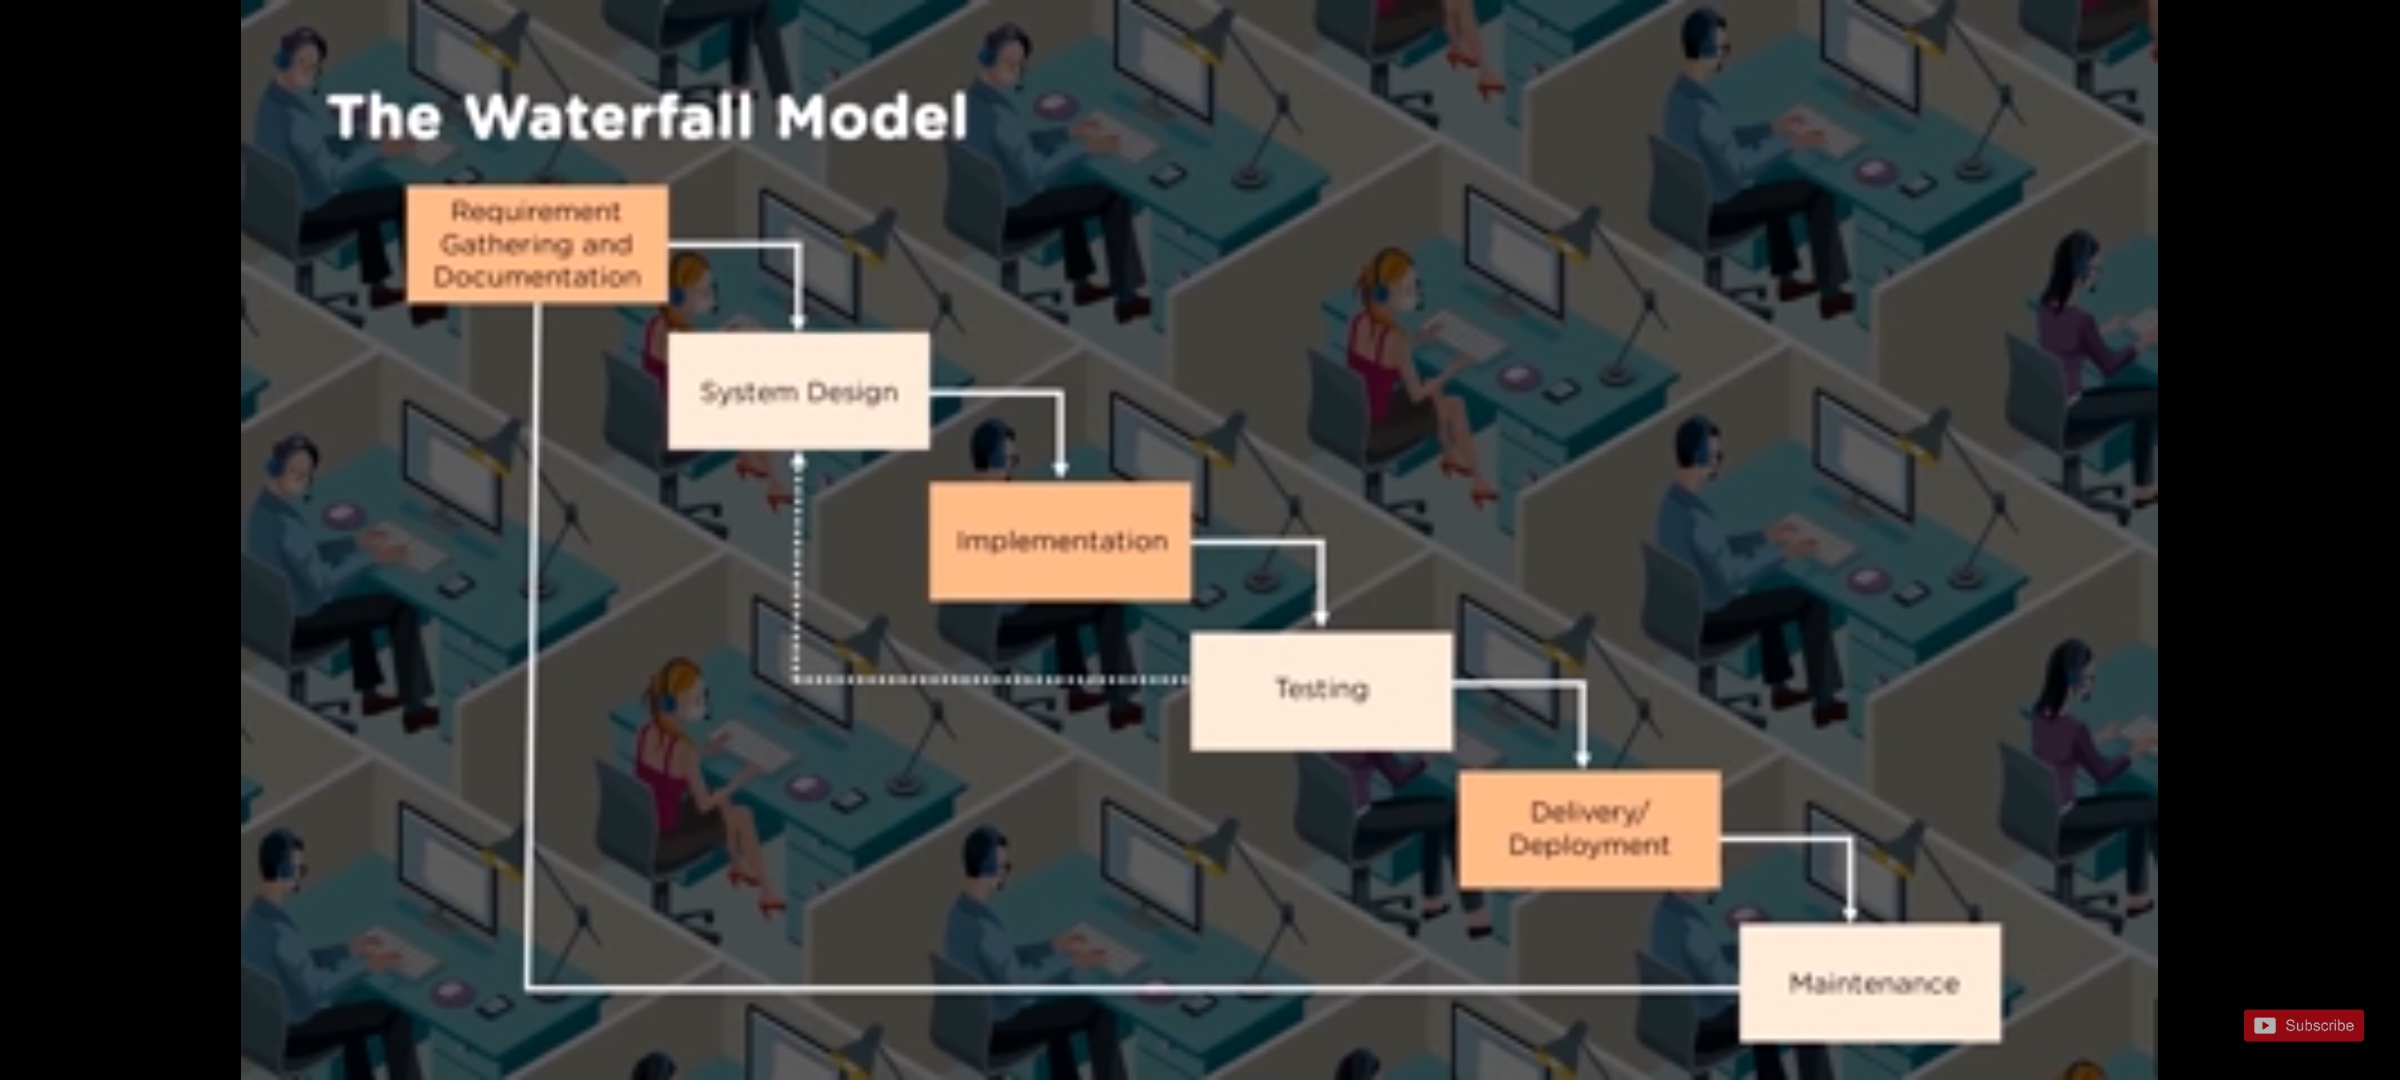 The Waterfall Model
Requirement
Gathering and
Documentation
System Design
Implementation
Testing
Delivery/
Deployment
Maintenance
Subscribe